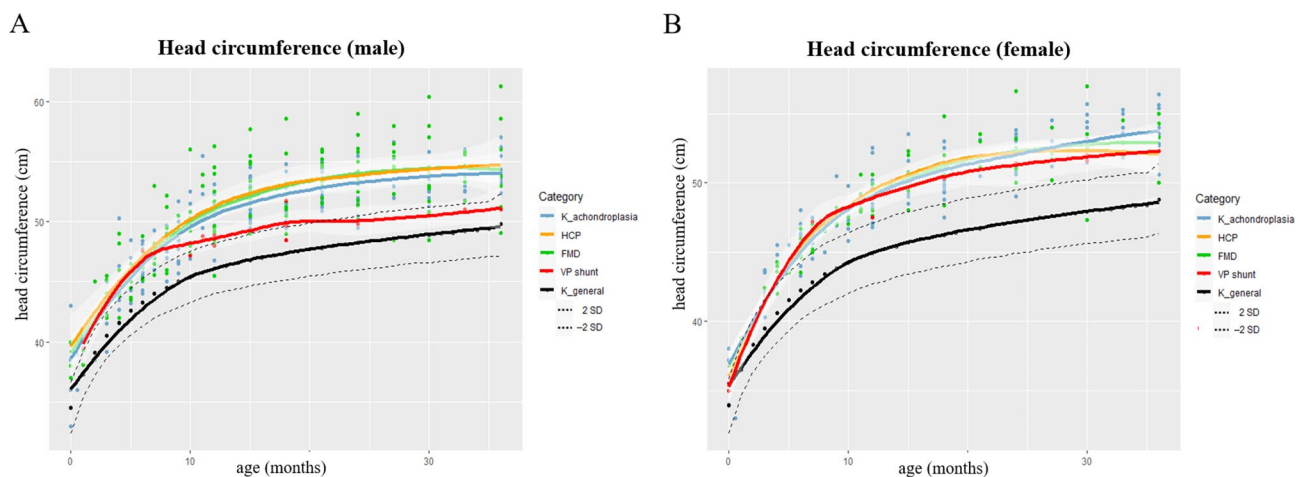 A
Head circumference (male)
head circumference (cm)
60
50
40
0
10
30
age (months)
Category
K_achondroplasia
HCP
FMD
VP shunt
K_general
2 SD
−2 SD
B
Head circumference (female)
head circumference (cm)
50
40
0
10
30
age (months)
Category
K_achondroplasia
HCP
FMD
VP shunt
K_general
2 SD
−2 SD